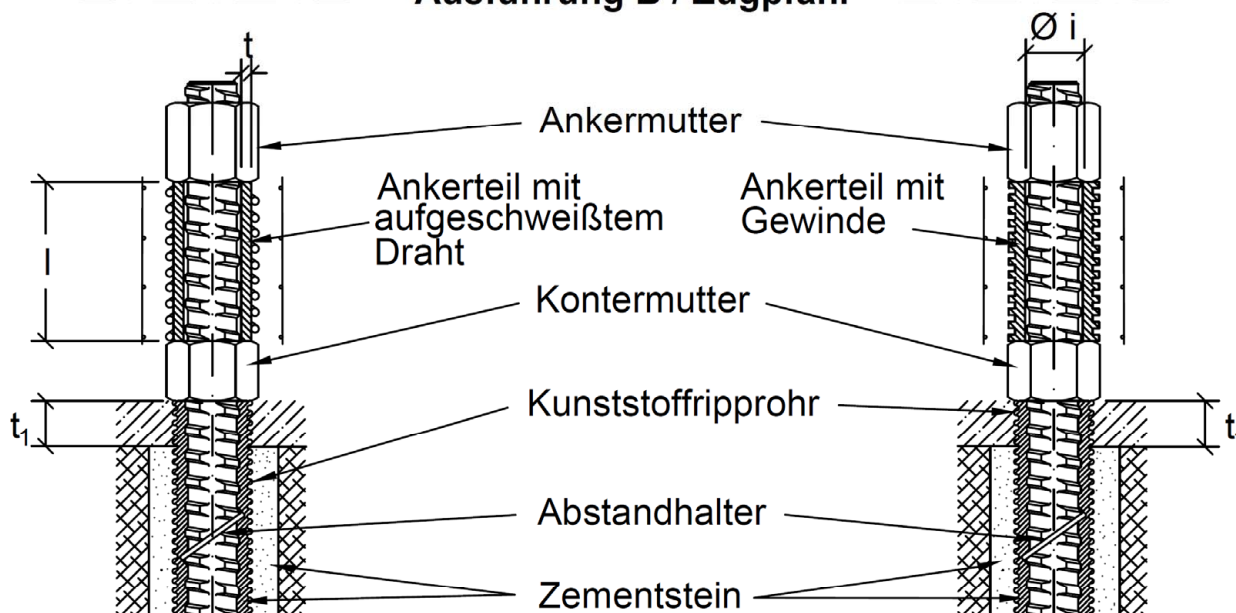 Ausführung B / Zugpfahl
t
Ø i
Ankermutter
Ankerteil mit
aufgeschweißtem
Draht
Ankerteil mit
Gewinde
l
Kontermutter
Kunststoffripprohr
t₁
t
Abstandhalter
Zementstein